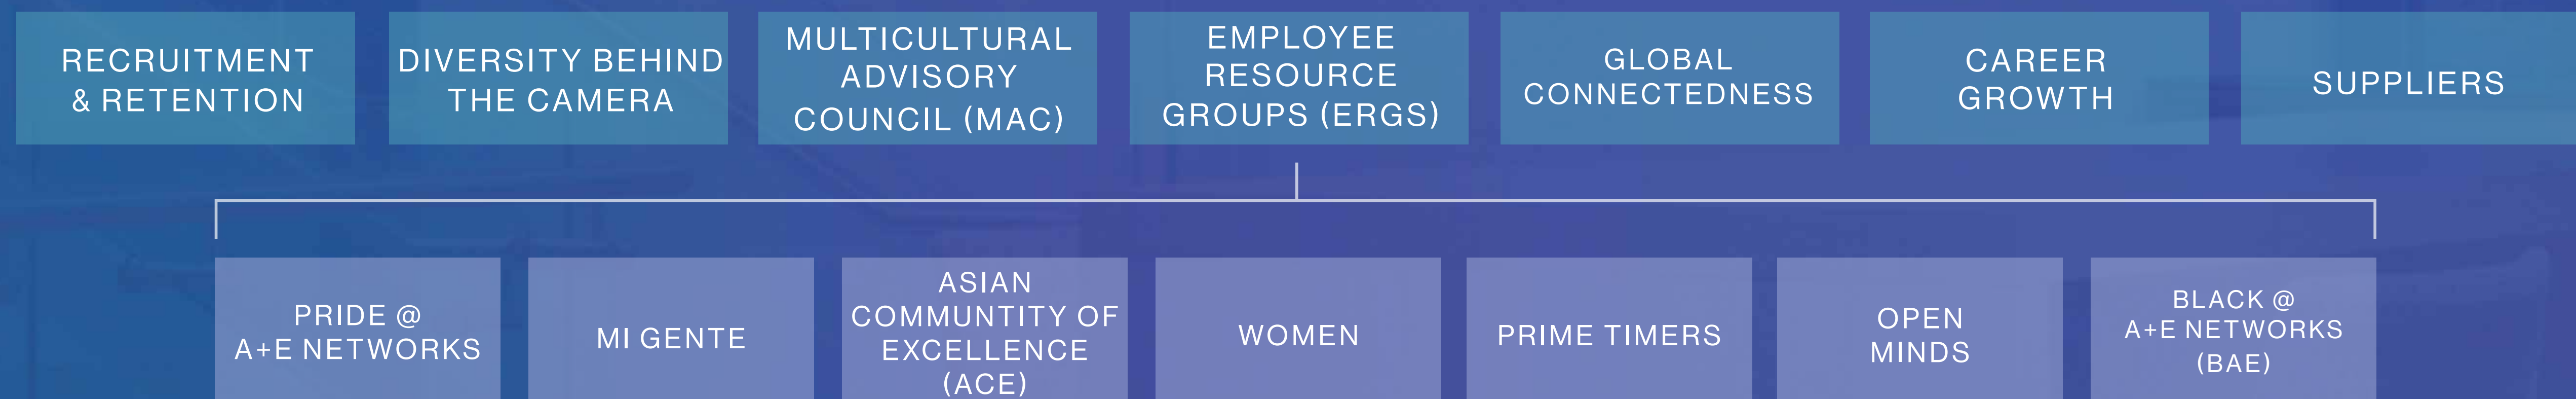 RECRUITMENT
& RETENTION
DIVERSITY BEHIND
THE CAMERA
MULTICULTURAL
ADVISORY
COUNCIL (MAC)
EMPLOYEE
RESOURCE
GROUPS (ERGS)
GLOBAL
CONNECTEDNESS
CAREER
GROWTH
SUPPLIERS
PRIDE @
A+E NETWORKS
MI GENTE
ASIAN
COMMUNTITY OF
EXCELLENCE
(ACE)
WOMEN
PRIME TIMERS
OPEN
MINDS
BLACK @
A+E NETWORKS
(BAE)